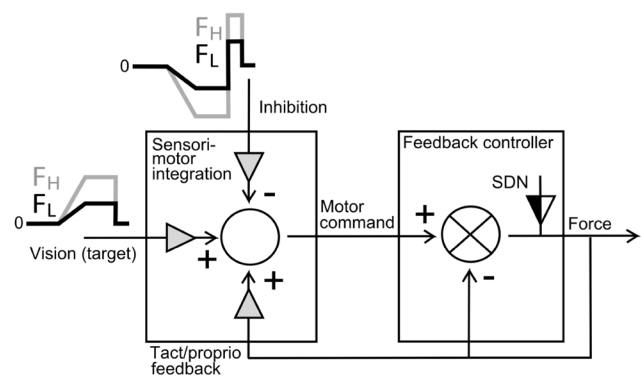 F_H
F_L
0
Inhibition
Sensori-
motor
integration
-
Feedback controller
SDN
F_H
F_L
0
Vision (target)
+
Motor
command
+
Force
+
-
Tact/proprio
feedback